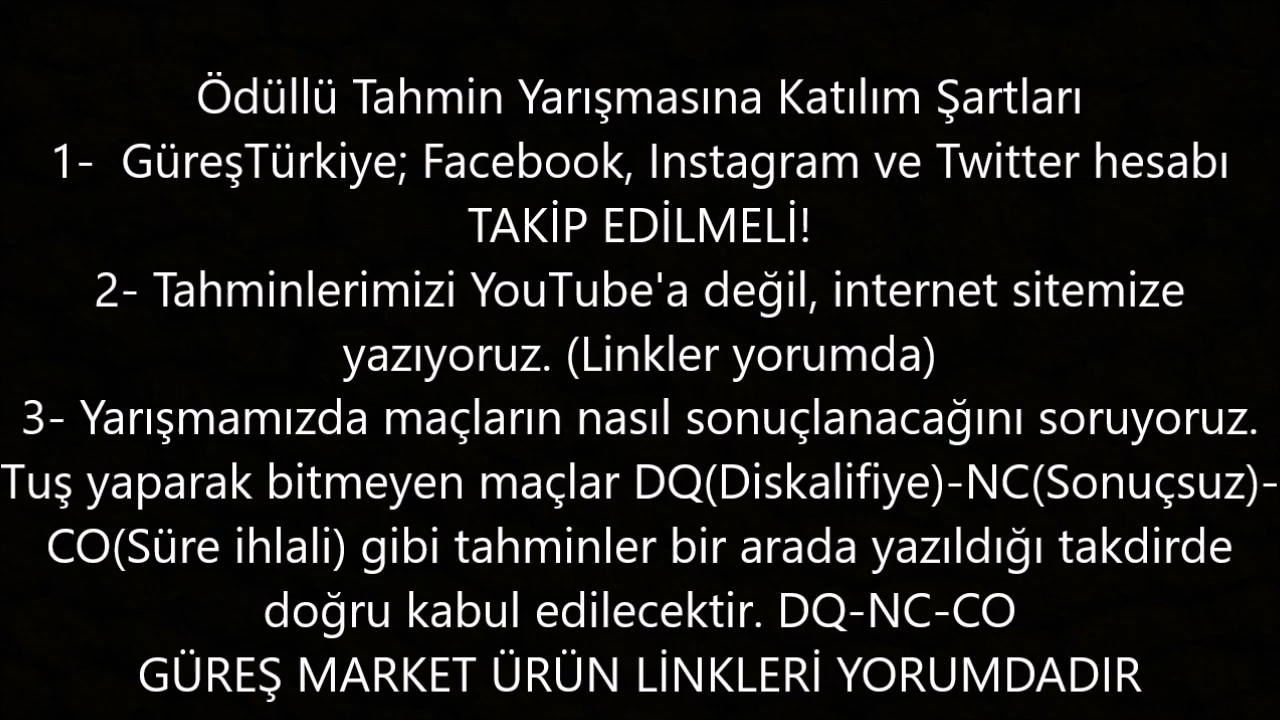 Ödüllü Tahmin Yarışmasına Katılım Şartları
1-  GüreşTürkiye; Facebook, Instagram ve Twitter hesabı
TAKİP EDİLMELİ!
2- Tahminlerimizi YouTube'a değil, internet sitemize
yazıyoruz. (Linkler yorumda)
3- Yarışmamızda maçların nasıl sonuçlanacağını soruyoruz.
Tuş yaparak bitmeyen maçlar DQ(Diskalifiye)-NC(Sonuçsuz)-
CO(Süre ihlali) gibi tahminler bir arada yazıldığı takdirde
doğru kabul edilecektir. DQ-NC-CO
GÜREŞ MARKET ÜRÜN LİNKLERİ YORUMDADIR